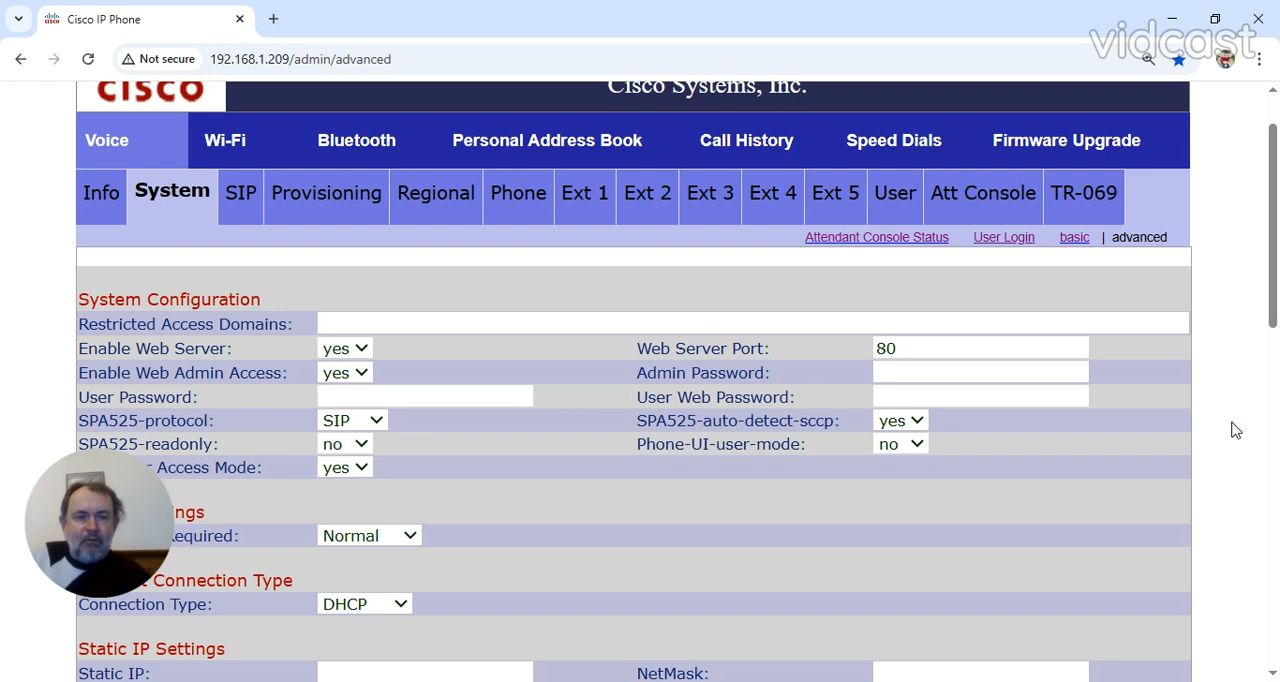 Cisco IP Phone
vidcast
Not secure 192.168.1.209/admin/advanced
CISCO Cisco Systems, Inc.
Voice Wi-Fi Bluetooth Personal Address Book Call History Speed Dials Firmware Upgrade
Info System SIP Provisioning Regional Phone Ext 1 Ext 2 Ext 3 Ext 4 Ext 5 User Att Console TR-069
Attendant Console Status User Login basic | advanced
System Configuration
Restricted Access Domains:
Enable Web Server: yes Web Server Port: 80
Enable Web Admin Access: yes Admin Password:
User Password: User Web Password:
SPA525-protocol: SIP SPA525-auto-detect-sccp: yes
SPA525-readonly: no Phone-UI-user-mode: no
Access Mode: yes
Required: Normal
Connection Type
Connection Type: DHCP
Static IP Settings
Static IP: NetMask: